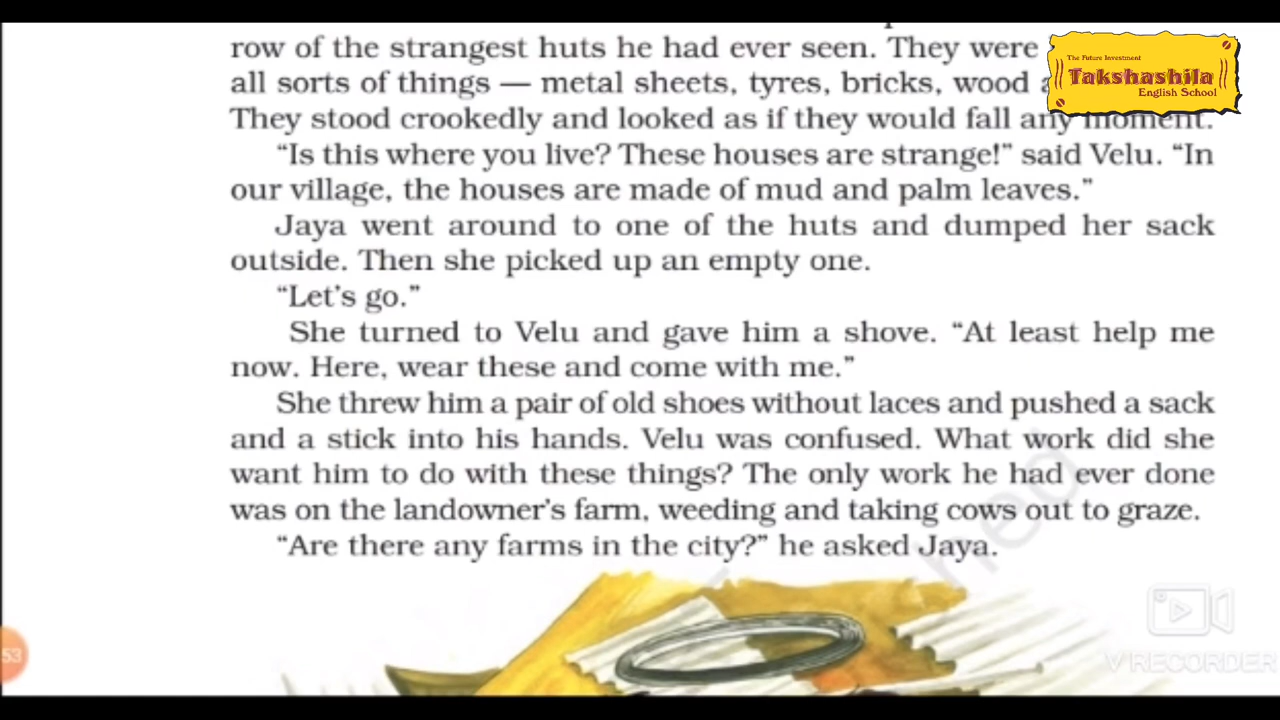 row of the strangest huts he had ever seen. They were
The Future Investment
Takshashila
English School
all sorts of things — metal sheets, tyres, bricks, wood
They stood crookedly and looked as if they would fall any moment.
“Is this where you live? These houses are strange!” said Velu. “In
our village, the houses are made of mud and palm leaves.”
Jaya went around to one of the huts and dumped her sack
outside. Then she picked up an empty one.
“Let’s go.”
She turned to Velu and gave him a shove. “At least help me
now. Here, wear these and come with me.”
She threw him a pair of old shoes without laces and pushed a sack
and a stick into his hands. Velu was confused. What work did she
want him to do with these things? The only work he had ever done
was on the landowner’s farm, weeding and taking cows out to graze.
“Are there any farms in the city?” he asked Jaya.
53
V RECORDER